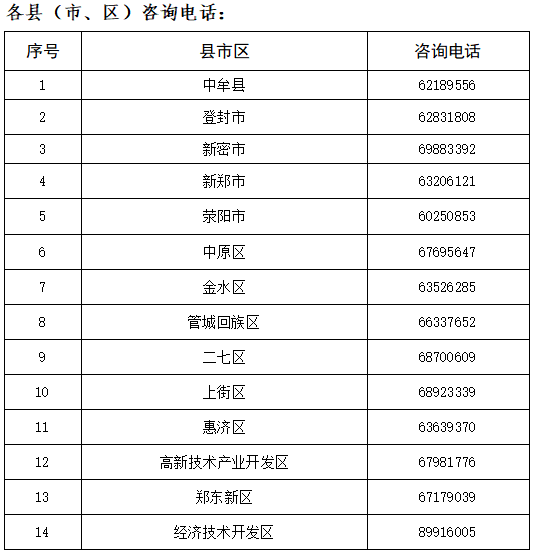 各县（市、区）咨询电话：
序号 县市区 咨询电话
1 中牟县 62189556
2 登封市 62831808
3 新密市 69883392
4 新郑市 63206121
5 荥阳市 60250853
6 中原区 67695647
7 金水区 63526285
8 管城回族区 66337652
9 二七区 68700609
10 上街区 68923339
11 惠济区 63639370
12 高新技术产业开发区 67981776
13 郑东新区 67179039
14 经济技术开发区 89916005